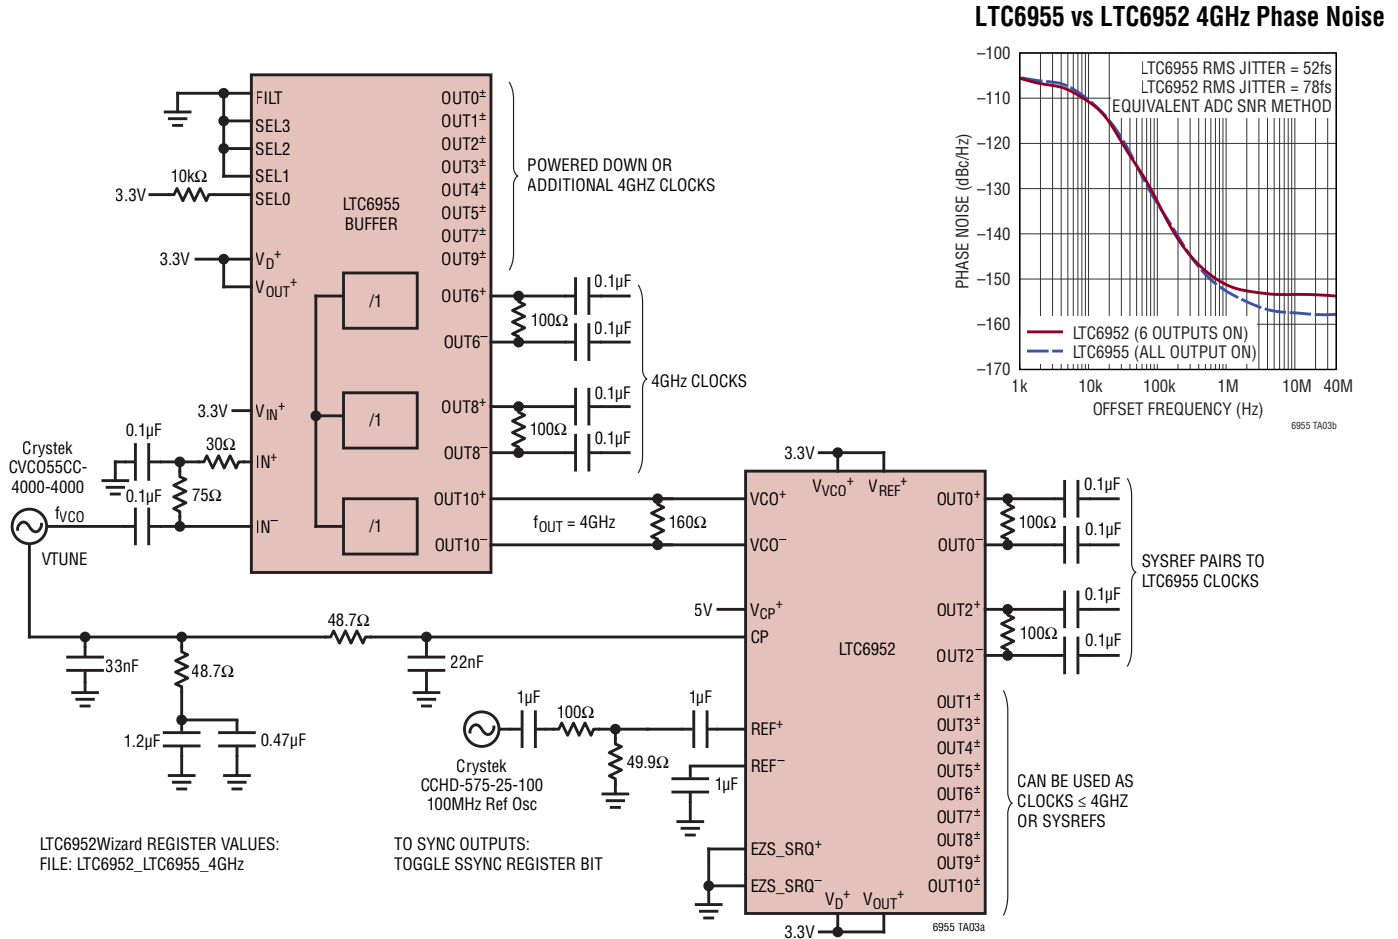 LTC6955 vs LTC6952 4GHz Phase Noise
LTC6955 RMS JITTER = 52fs
LTC6952 RMS JITTER = 78fs
EQUIVALENT ADC SNR METHOD
PHASE NOISE (dBc/Hz)
–100
–110
–120
–130
–140
–150
–160
–170
LTC6952 (6 OUTPUTS ON)
LTC6955 (ALL OUTPUT ON)
1k
10k
100k
1M
10M
40M
OFFSET FREQUENCY (Hz)
6955 TA03b
FILT
SEL3
SEL2
SEL1
SEL0
10kΩ
3.3V
3.3V
VD+
VOUT+
LTC6955
BUFFER
/1
/1
/1
OUT0±
OUT1±
OUT2±
OUT3±
OUT4±
OUT5±
OUT7±
OUT9±
POWERED DOWN OR
ADDITIONAL 4GHZ CLOCKS
OUT6+
OUT6–
100Ω
0.1µF
0.1µF
OUT8+
OUT8–
100Ω
0.1µF
0.1µF
4GHz CLOCKS
OUT10+
OUT10–
fOUT = 4GHz
160Ω
3.3V
VIN+
0.1µF
30Ω
IN+
75Ω
0.1µF
IN–
Crystek
CVCO55CC-
4000-4000
fVCO
VTUNE
33nF
48.7Ω
1.2µF
0.47µF
48.7Ω
22nF
3.3V
VVCO+
VREF+
VCO+
VCO–
5V
VCP+
CP
LTC6952
1µF
100Ω
1µF
REF+
49.9Ω
REF–
1µF
Crystek
CCHD-575-25-100
100MHz Ref Osc
EZS_SRQ+
EZS_SRQ–
VD+
VOUT+
3.3V
OUT0+
OUT0–
100Ω
0.1µF
0.1µF
OUT2+
OUT2–
100Ω
0.1µF
0.1µF
SYSREF PAIRS TO
LTC6955 CLOCKS
OUT1±
OUT3±
OUT4±
OUT5±
OUT6±
OUT7±
OUT8±
OUT9±
OUT10±
CAN BE USED AS
CLOCKS ≤ 4GHZ
OR SYSREFS
6955 TA03a
LTC6952Wizard REGISTER VALUES:
FILE: LTC6952_LTC6955_4GHz
TO SYNC OUTPUTS:
TOGGLE SSYNC REGISTER BIT